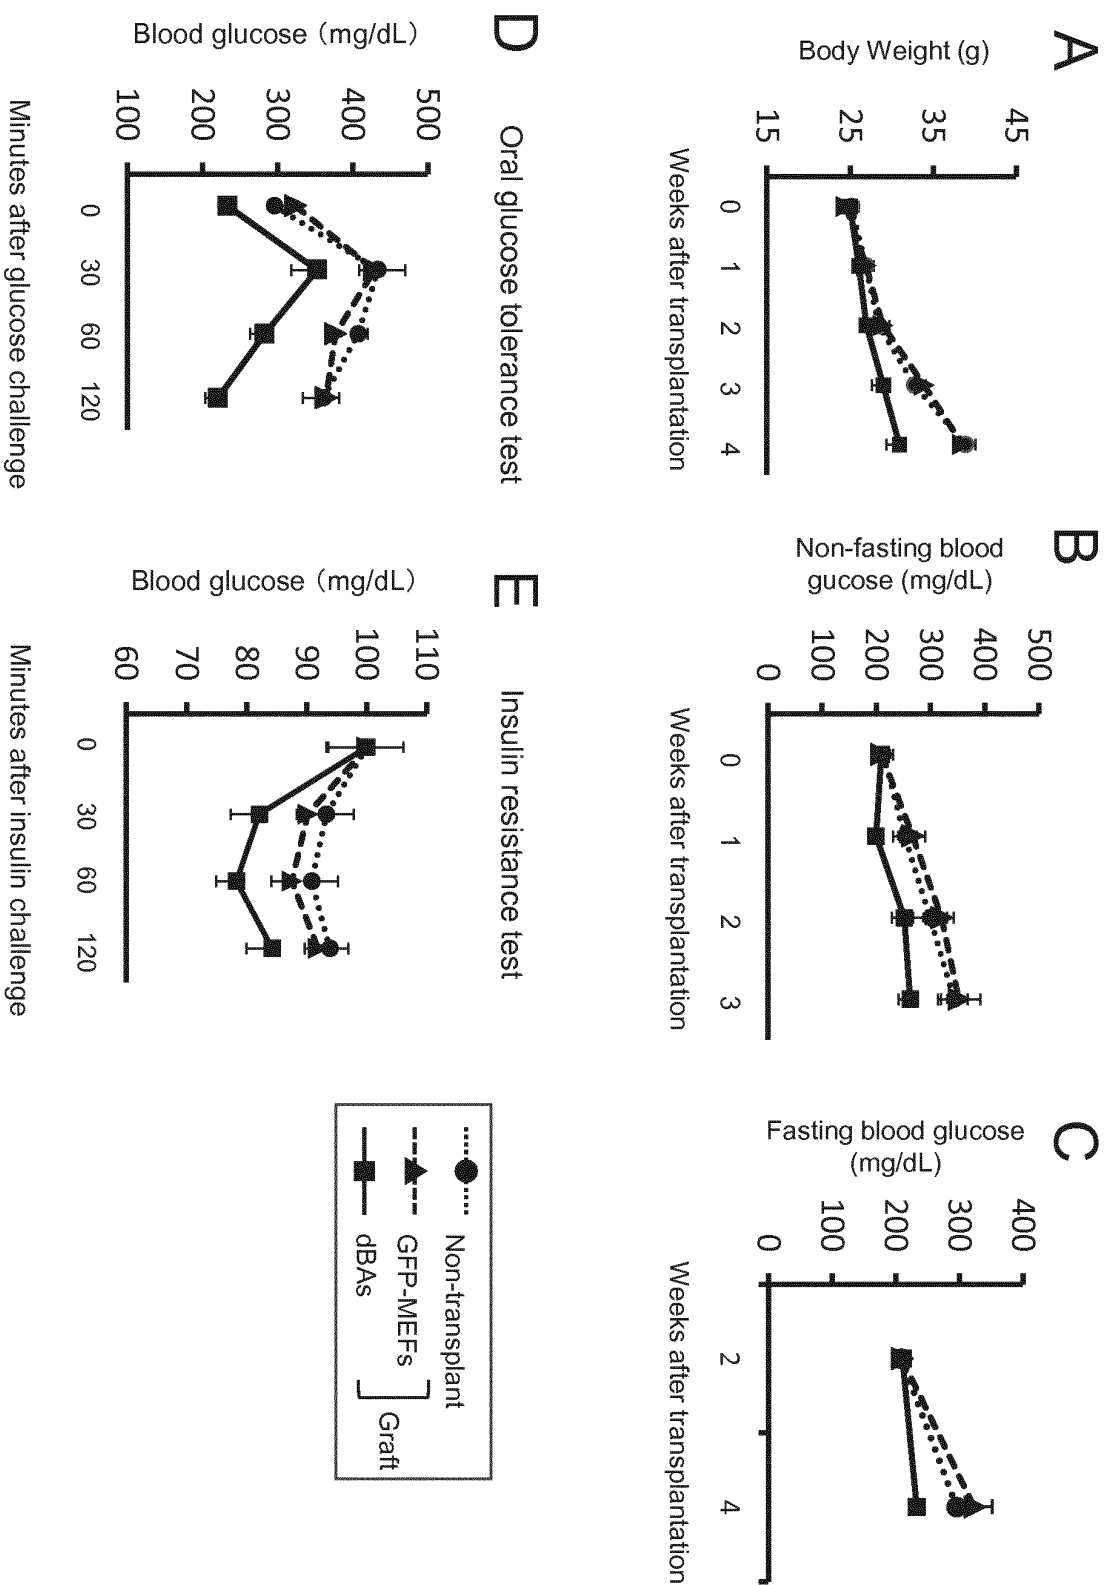 A
Body Weight (g)
45
35
25
15
0 1 2 3 4
Weeks after transplantation
B
Non-fasting blood
gucose (mg/dL)
500
400
300
200
100
0
0 1 2 3
Weeks after transplantation
C
Fasting blood glucose
(mg/dL)
400
300
200
100
0
2 4
Weeks after transplantation
D
Oral glucose tolerance test
Blood glucose (mg/dL)
500
400
300
200
100
0 30 60 120
Minutes after glucose challenge
E
Insulin resistance test
Blood glucose (mg/dL)
110
100
90
80
70
60
0 30 60 120
Minutes after insulin challenge
Non-transplant
GFP-MEFs
dBAs
Graft